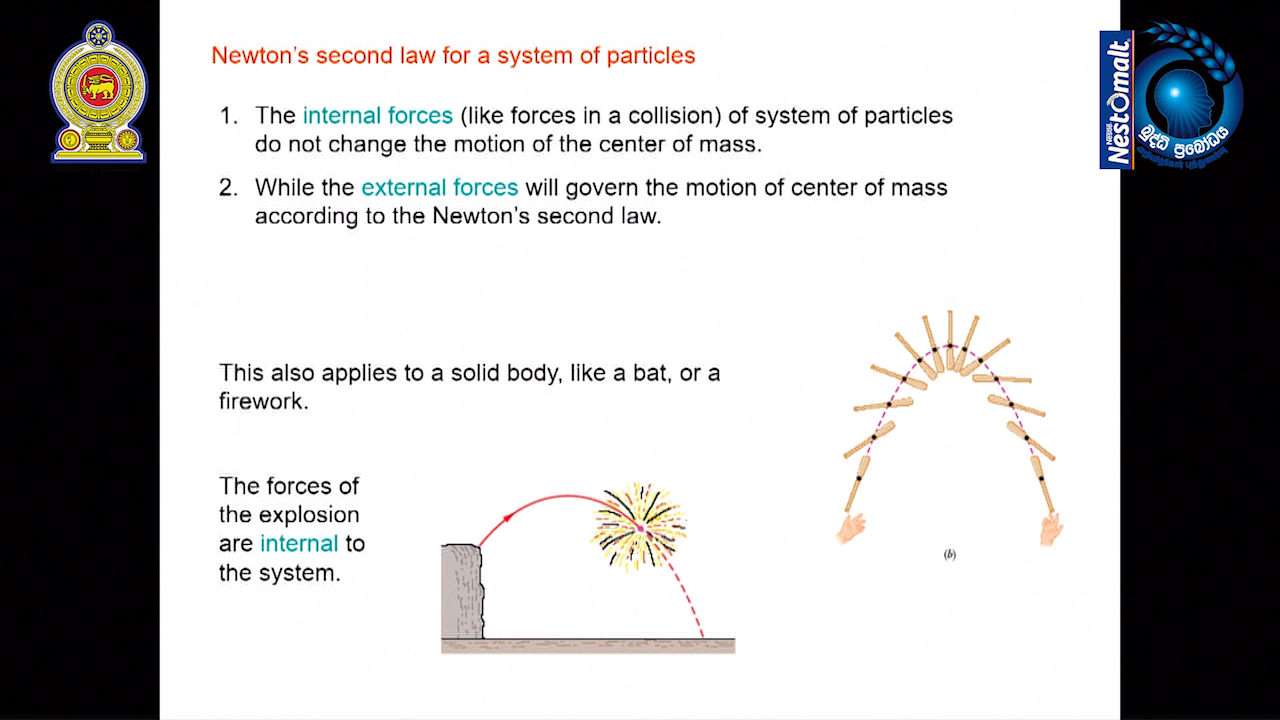 Newton's second law for a system of particles
1. The internal forces (like forces in a collision) of system of particles
do not change the motion of the center of mass.
2. While the external forces will govern the motion of center of mass
according to the Newton's second law.
This also applies to a solid body, like a bat, or a
firework.
The forces of
the explosion
are internal to
the system.
(b)
Nestlé
Nestomalt
බුද්ධි ප්‍රබෝධය